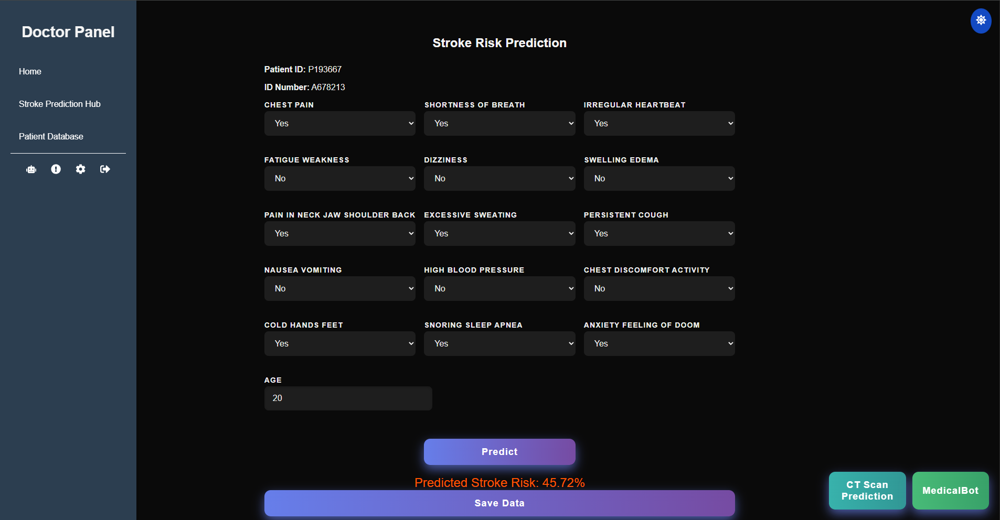 Doctor Panel
Home
Stroke Prediction Hub
Patient Database
Stroke Risk Prediction
Patient ID: P193667
ID Number: A678213
CHEST PAIN SHORTNESS OF BREATH IRREGULAR HEARTBEAT
Yes Yes Yes
FATIGUE WEAKNESS DIZZINESS SWELLING EDEMA
No No No
PAIN IN NECK JAW SHOULDER BACK EXCESSIVE SWEATING PERSISTENT COUGH
Yes Yes Yes
NAUSEA VOMITING HIGH BLOOD PRESSURE CHEST DISCOMFORT ACTIVITY
No No No
COLD HANDS FEET SNORING SLEEP APNEA ANXIETY FEELING OF DOOM
Yes Yes Yes
AGE
20
Predict
Predicted Stroke Risk: 45.72%
Save Data
CT Scan
Prediction
MedicalBot